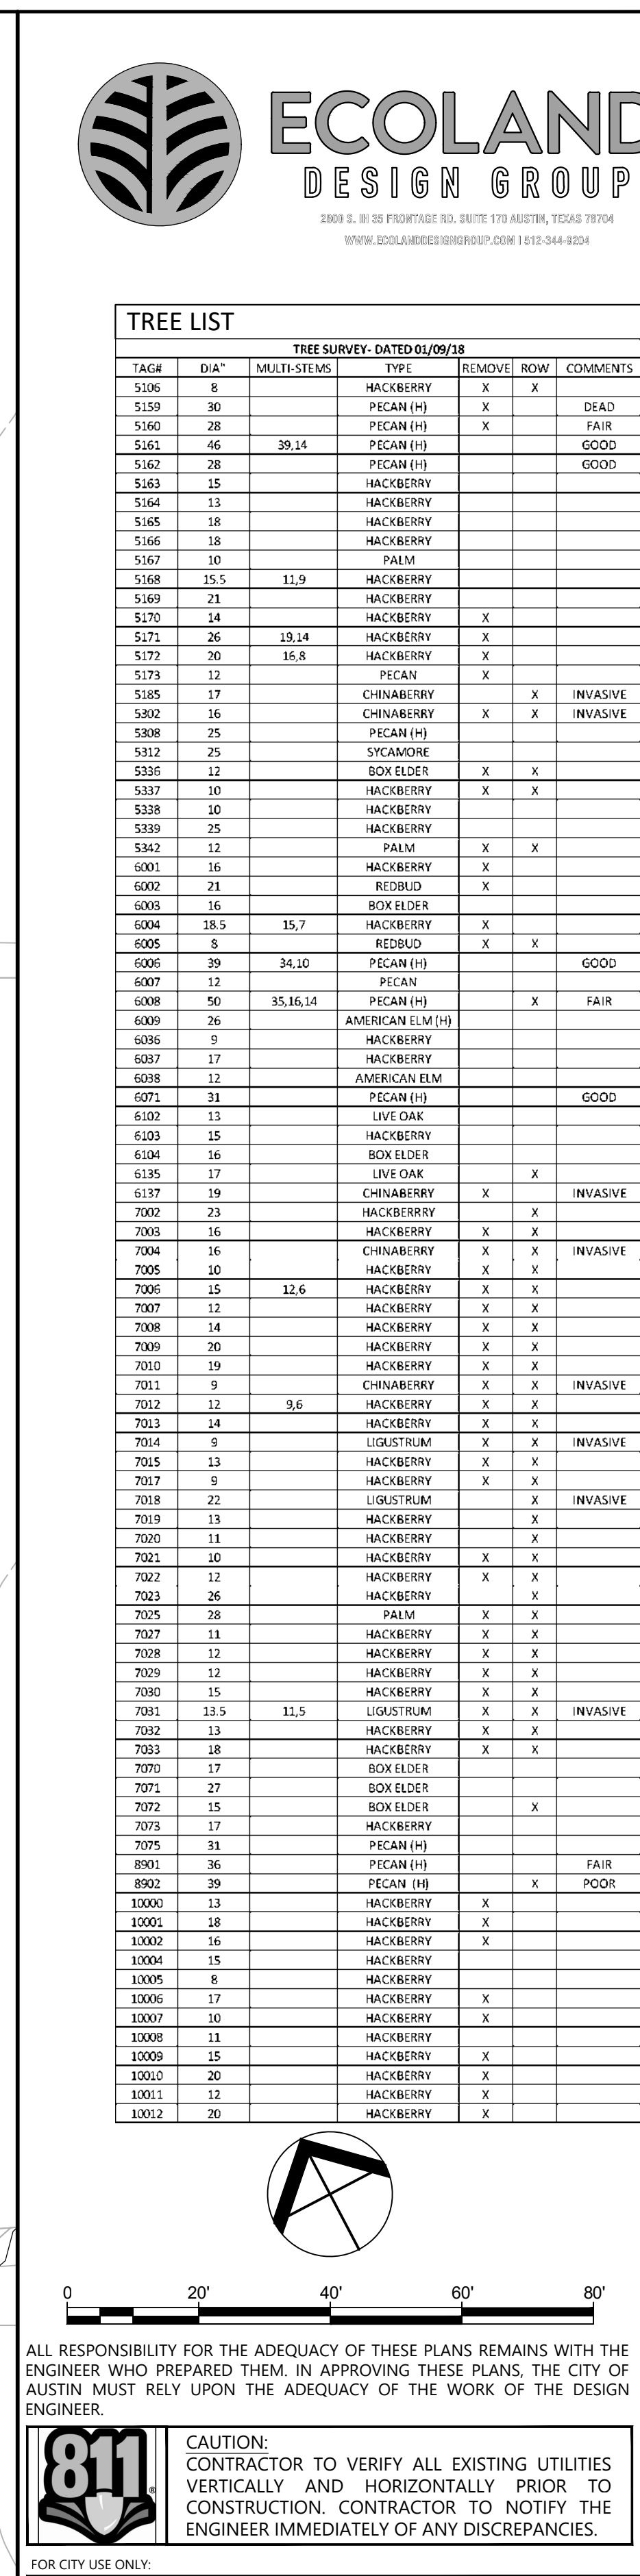 ECOLAND
DESIGN GROUP
2800 S. IH 35 FRONTAGE RD. SUITE 170 AUSTIN, TEXAS 78704
WWW.ECOLANDDESIGNGROUP.COM | 512-344-9204
TREE LIST
TREE SURVEY- DATED 01/09/18
TAG# DIA" MULTI-STEMS TYPE REMOVE ROW COMMENTS
5106 8 HACKBERRY X X
5159 30 PECAN (H) X DEAD
5160 28 PECAN (H) X FAIR
5161 46 39,14 PECAN (H) GOOD
5162 28 PECAN (H) GOOD
5163 15 HACKBERRY
5164 13 HACKBERRY
5165 18 HACKBERRY
5166 18 HACKBERRY
5167 10 PALM
5168 15.5 11,9 HACKBERRY
5169 21 HACKBERRY
5170 14 HACKBERRY X
5171 26 19,14 HACKBERRY X
5172 20 16,8 HACKBERRY X
5173 12 PECAN X
5185 17 CHINABERRY X INVASIVE
5302 16 CHINABERRY X X INVASIVE
5308 25 PECAN (H)
5312 25 SYCAMORE
5336 12 BOX ELDER X X
5337 10 HACKBERRY X X
5338 10 HACKBERRY
5339 25 HACKBERRY
5342 12 PALM X X
6001 16 HACKBERRY X
6002 21 REDBUD X
6003 16 BOX ELDER
6004 18.5 15,7 HACKBERRY X
6005 8 REDBUD X X
6006 39 34,10 PECAN (H) GOOD
6007 12 PECAN
6008 50 35,16,14 PECAN (H) X FAIR
6009 26 AMERICAN ELM (H)
6036 9 HACKBERRY
6037 17 HACKBERRY
6038 12 AMERICAN ELM
6071 31 PECAN (H) GOOD
6102 13 LIVE OAK
6103 15 HACKBERRY
6104 16 BOX ELDER
6135 17 LIVE OAK X
6137 19 CHINABERRY X INVASIVE
7002 23 HACKBERRRY X
7003 16 HACKBERRY X X
7004 16 CHINABERRY X X INVASIVE
7005 10 HACKBERRY X X
7006 15 12,6 HACKBERRY X X
7007 12 HACKBERRY X X
7008 14 HACKBERRY X X
7009 20 HACKBERRY X X
7010 19 HACKBERRY X X
7011 9 CHINABERRY X X INVASIVE
7012 12 9,6 HACKBERRY X X
7013 14 HACKBERRY X X
7014 9 LIGUSTRUM X X INVASIVE
7015 13 HACKBERRY X X
7017 9 HACKBERRY X X
7018 22 LIGUSTRUM X INVASIVE
7019 13 HACKBERRY X
7020 11 HACKBERRY X
7021 10 HACKBERRY X X
7022 12 HACKBERRY X X
7023 26 HACKBERRY X
7025 28 PALM X X
7027 11 HACKBERRY X X
7028 12 HACKBERRY X X
7029 12 HACKBERRY X X
7030 15 HACKBERRY X X
7031 13.5 11,5 LIGUSTRUM X X INVASIVE
7032 13 HACKBERRY X X
7033 18 HACKBERRY X X
7070 17 BOX ELDER
7071 27 BOX ELDER
7072 15 BOX ELDER X
7073 17 HACKBERRY
7075 31 PECAN (H)
8901 36 PECAN (H) FAIR
8902 39 PECAN (H) X POOR
10000 13 HACKBERRY X
10001 18 HACKBERRY X
10002 16 HACKBERRY X
10004 15 HACKBERRY
10005 8 HACKBERRY
10006 17 HACKBERRY X
10007 10 HACKBERRY X
10008 11 HACKBERRY
10009 15 HACKBERRY X
10010 20 HACKBERRY X
10011 12 HACKBERRY X
10012 20 HACKBERRY X
0 20' 40' 60' 80'
ALL RESPONSIBILITY FOR THE ADEQUACY OF THESE PLANS REMAINS WITH THE
ENGINEER WHO PREPARED THEM. IN APPROVING THESE PLANS, THE CITY OF
AUSTIN MUST RELY UPON THE ADEQUACY OF THE WORK OF THE DESIGN
ENGINEER.
811®
CAUTION:
CONTRACTOR TO VERIFY ALL EXISTING UTILITIES
VERTICALLY AND HORIZONTALLY PRIOR TO
CONSTRUCTION. CONTRACTOR TO NOTIFY THE
ENGINEER IMMEDIATELY OF ANY DISCREPANCIES.
FOR CITY USE ONLY: